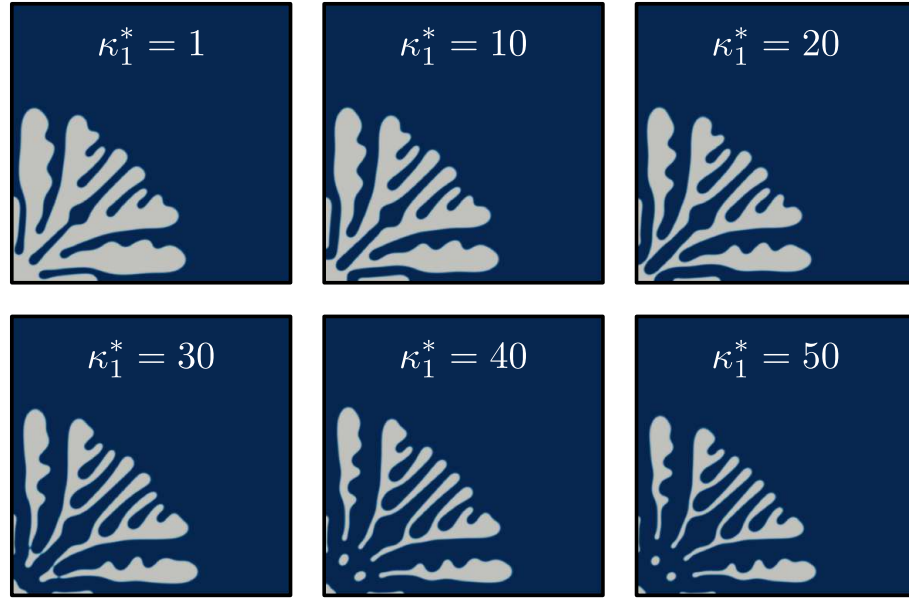 κ₁* = 1
κ₁* = 10
κ₁* = 20
κ₁* = 30
κ₁* = 40
κ₁* = 50